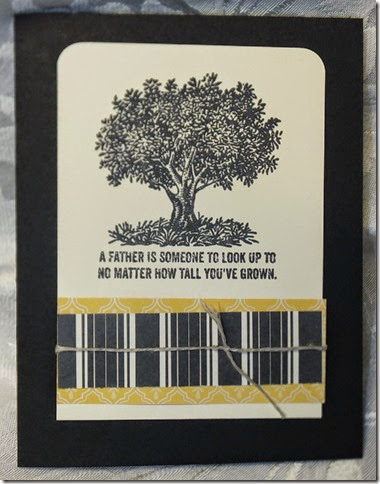 A FATHER IS SOMEONE TO LOOK UP TO
NO MATTER HOW TALL YOU'VE GROWN.